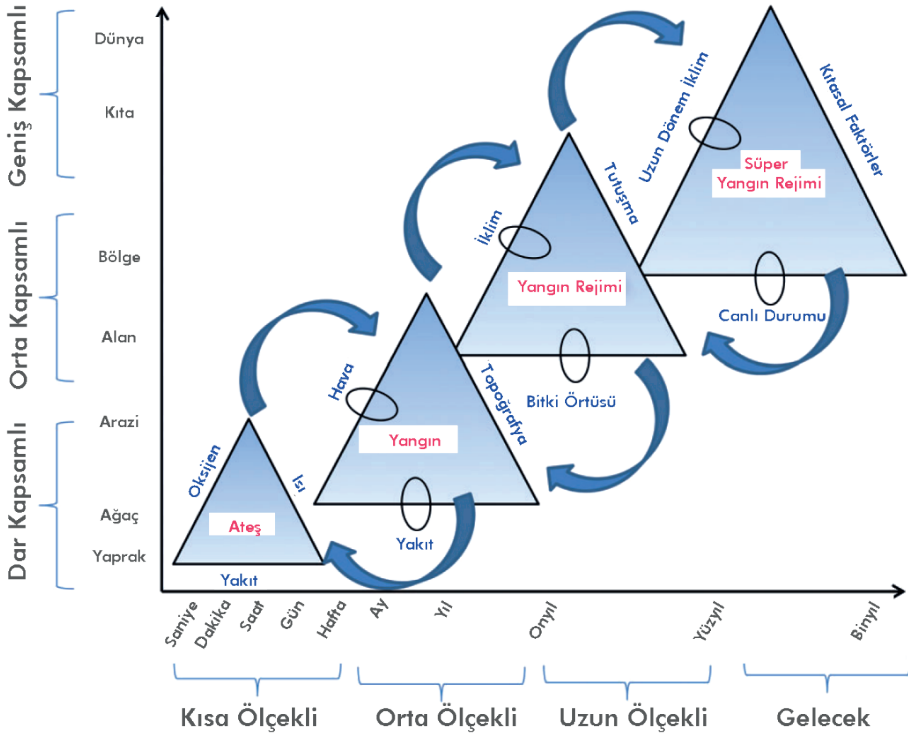 Geniş Kapsamlı
Orta Kapsamlı
Dar Kapsamlı
Dünya
Kıta
Bölge
Alan
Arazi
Ağaç
Yaprak
Oksijen
Isı
Ateş
Yakıt
Hava
Topoğrafya
Yangın
Yakıt
İklim
Tutuşma
Yangın Rejimi
Bitki Örtüsü
Uzun Dönem İklim
Kıtasal Faktörler
Süper
Yangın Rejimi
Canlı Durumu
Saniye
Dakika
Saat
Gün
Hafta
Ay
Yıl
Onyıl
Yüzyıl
Binyıl
Kısa Ölçekli
Orta Ölçekli
Uzun Ölçekli
Gelecek